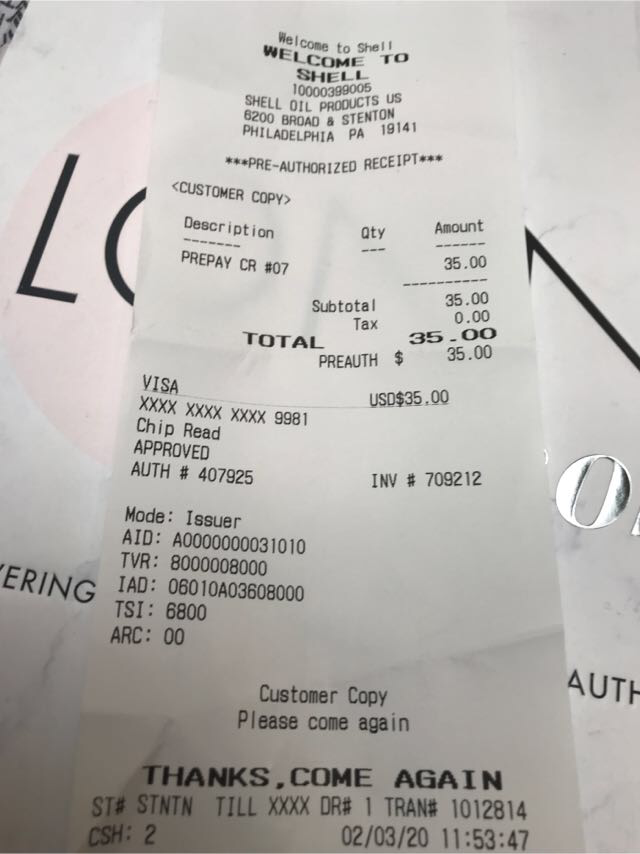 Welcome to Shell
WELCOME TO
SHELL
10000399005
SHELL OIL PRODUCTS US
6200 BROAD & STENTON
PHILADELPHIA PA 19141
***PRE-AUTHORIZED RECEIPT***
<CUSTOMER COPY>
Description Qty Amount
------- --- ------
PREPAY CR #07 35.00
----------
Subtotal 35.00
Tax 0.00
TOTAL 35.00
PREAUTH $ 35.00
VISA USD$35.00
XXXX XXXX XXXX 9981
Chip Read
APPROVED
AUTH # 407925 INV # 709212
Mode: Issuer
AID: A0000000031010
TVR: 8000008000
IAD: 06010A03608000
TSI: 6800
ARC: 00
Customer Copy
Please come again
THANKS,COME AGAIN
ST# STNTN TILL XXXX DR# 1 TRAN# 1012814
CSH: 2 02/03/20 11:53:47